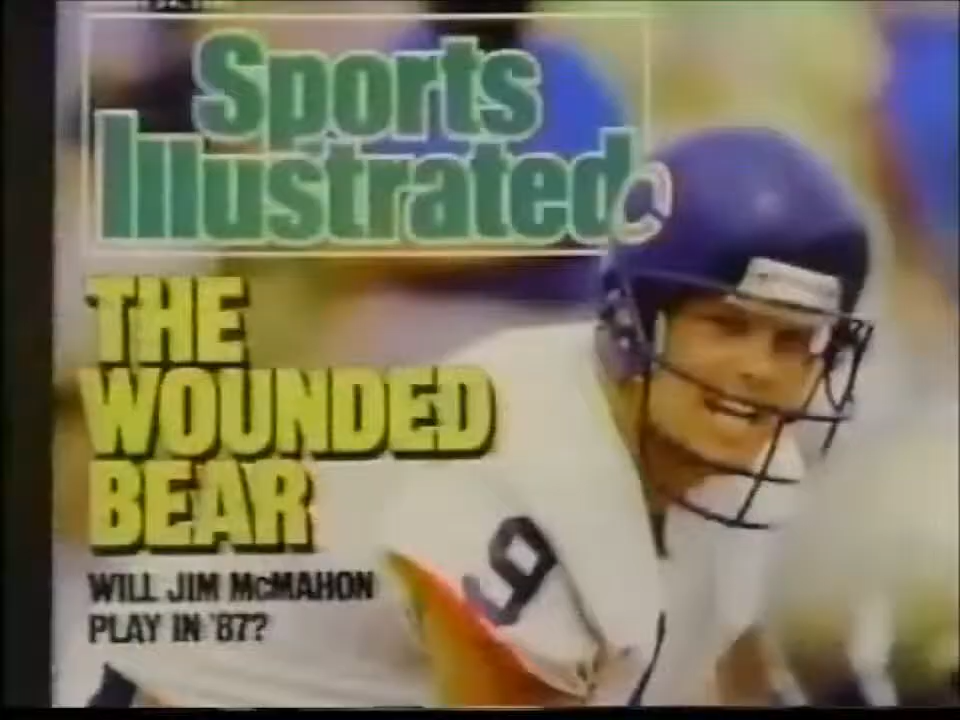 Sports
Illustrated
THE
WOUNDED
BEAR
WILL JIM McMAHON
PLAY IN '87?
9